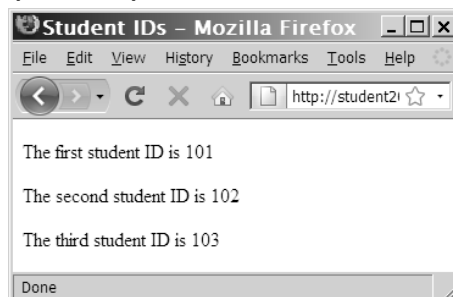 Student IDs – Mozilla Firefox
File Edit View History Bookmarks Tools Help
http://student2
The first student ID is 101
The second student ID is 102
The third student ID is 103
Done